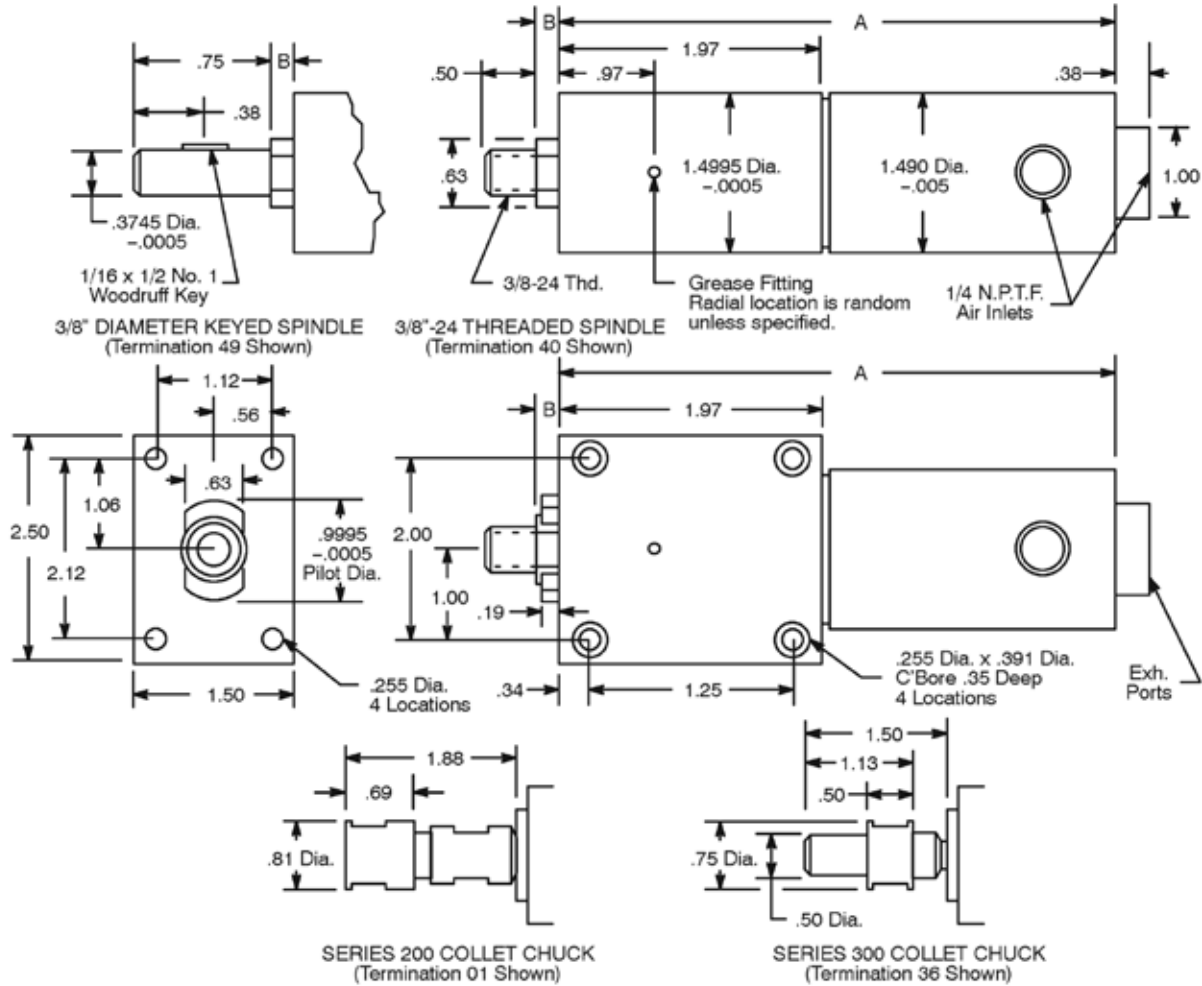 B
A
.75
B
1.97
.50
.97
.38
.38
.63
1.4995 Dia.
-.0005
1.490 Dia.
-.005
1.00
.3745 Dia.
-.0005
1/16 x 1/2 No. 1
Woodruff Key
3/8-24 Thd.
Grease Fitting
Radial location is random
unless specified.
1/4 N.P.T.F.
Air Inlets
3/8" DIAMETER KEYED SPINDLE
(Termination 49 Shown)
3/8"-24 THREADED SPINDLE
(Termination 40 Shown)
1.12
.56
A
B
1.97
.63
1.06
2.50
2.12
.9995
-.0005
Pilot Dia.
2.00
1.00
.19
.255 Dia.
4 Locations
1.50
.34
1.25
.255 Dia. x .391 Dia.
C'Bore .35 Deep
4 Locations
Exh.
Ports
1.88
.69
.81 Dia.
1.50
1.13
.50
.75 Dia.
.50 Dia.
SERIES 200 COLLET CHUCK
(Termination 01 Shown)
SERIES 300 COLLET CHUCK
(Termination 36 Shown)